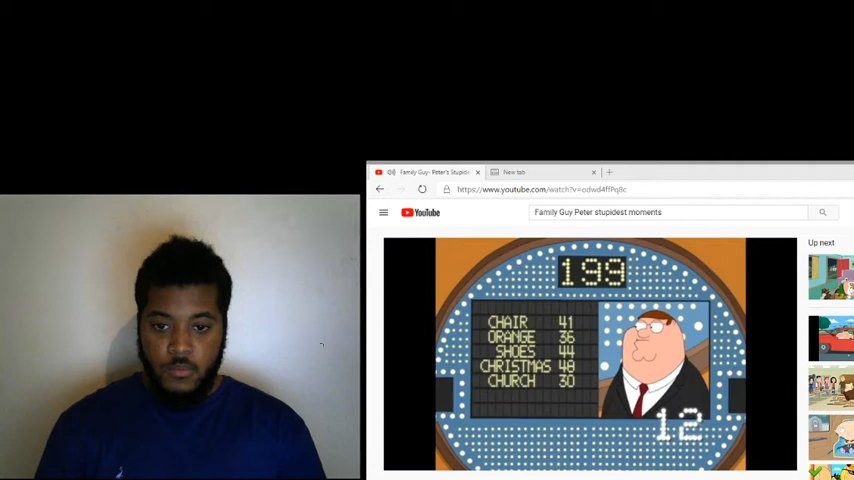 Family Guy- Peter's Stupide
New tab
https://www.youtube.com/watch?v=odwd4ffPq8c
YouTube
Family Guy Peter stupidest moments
Up next
199
CHAIR 41
ORANGE 36
SHOES 44
CHRISTMAS 48
CHURCH 30
12